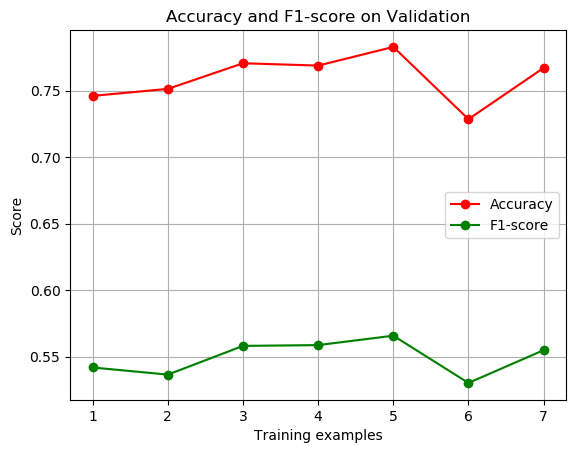 Accuracy and F1-score on Validation
Score
0.75
0.70
0.65
0.60
0.55
Accuracy
F1-score
1 2 3 4 5 6 7
Training examples